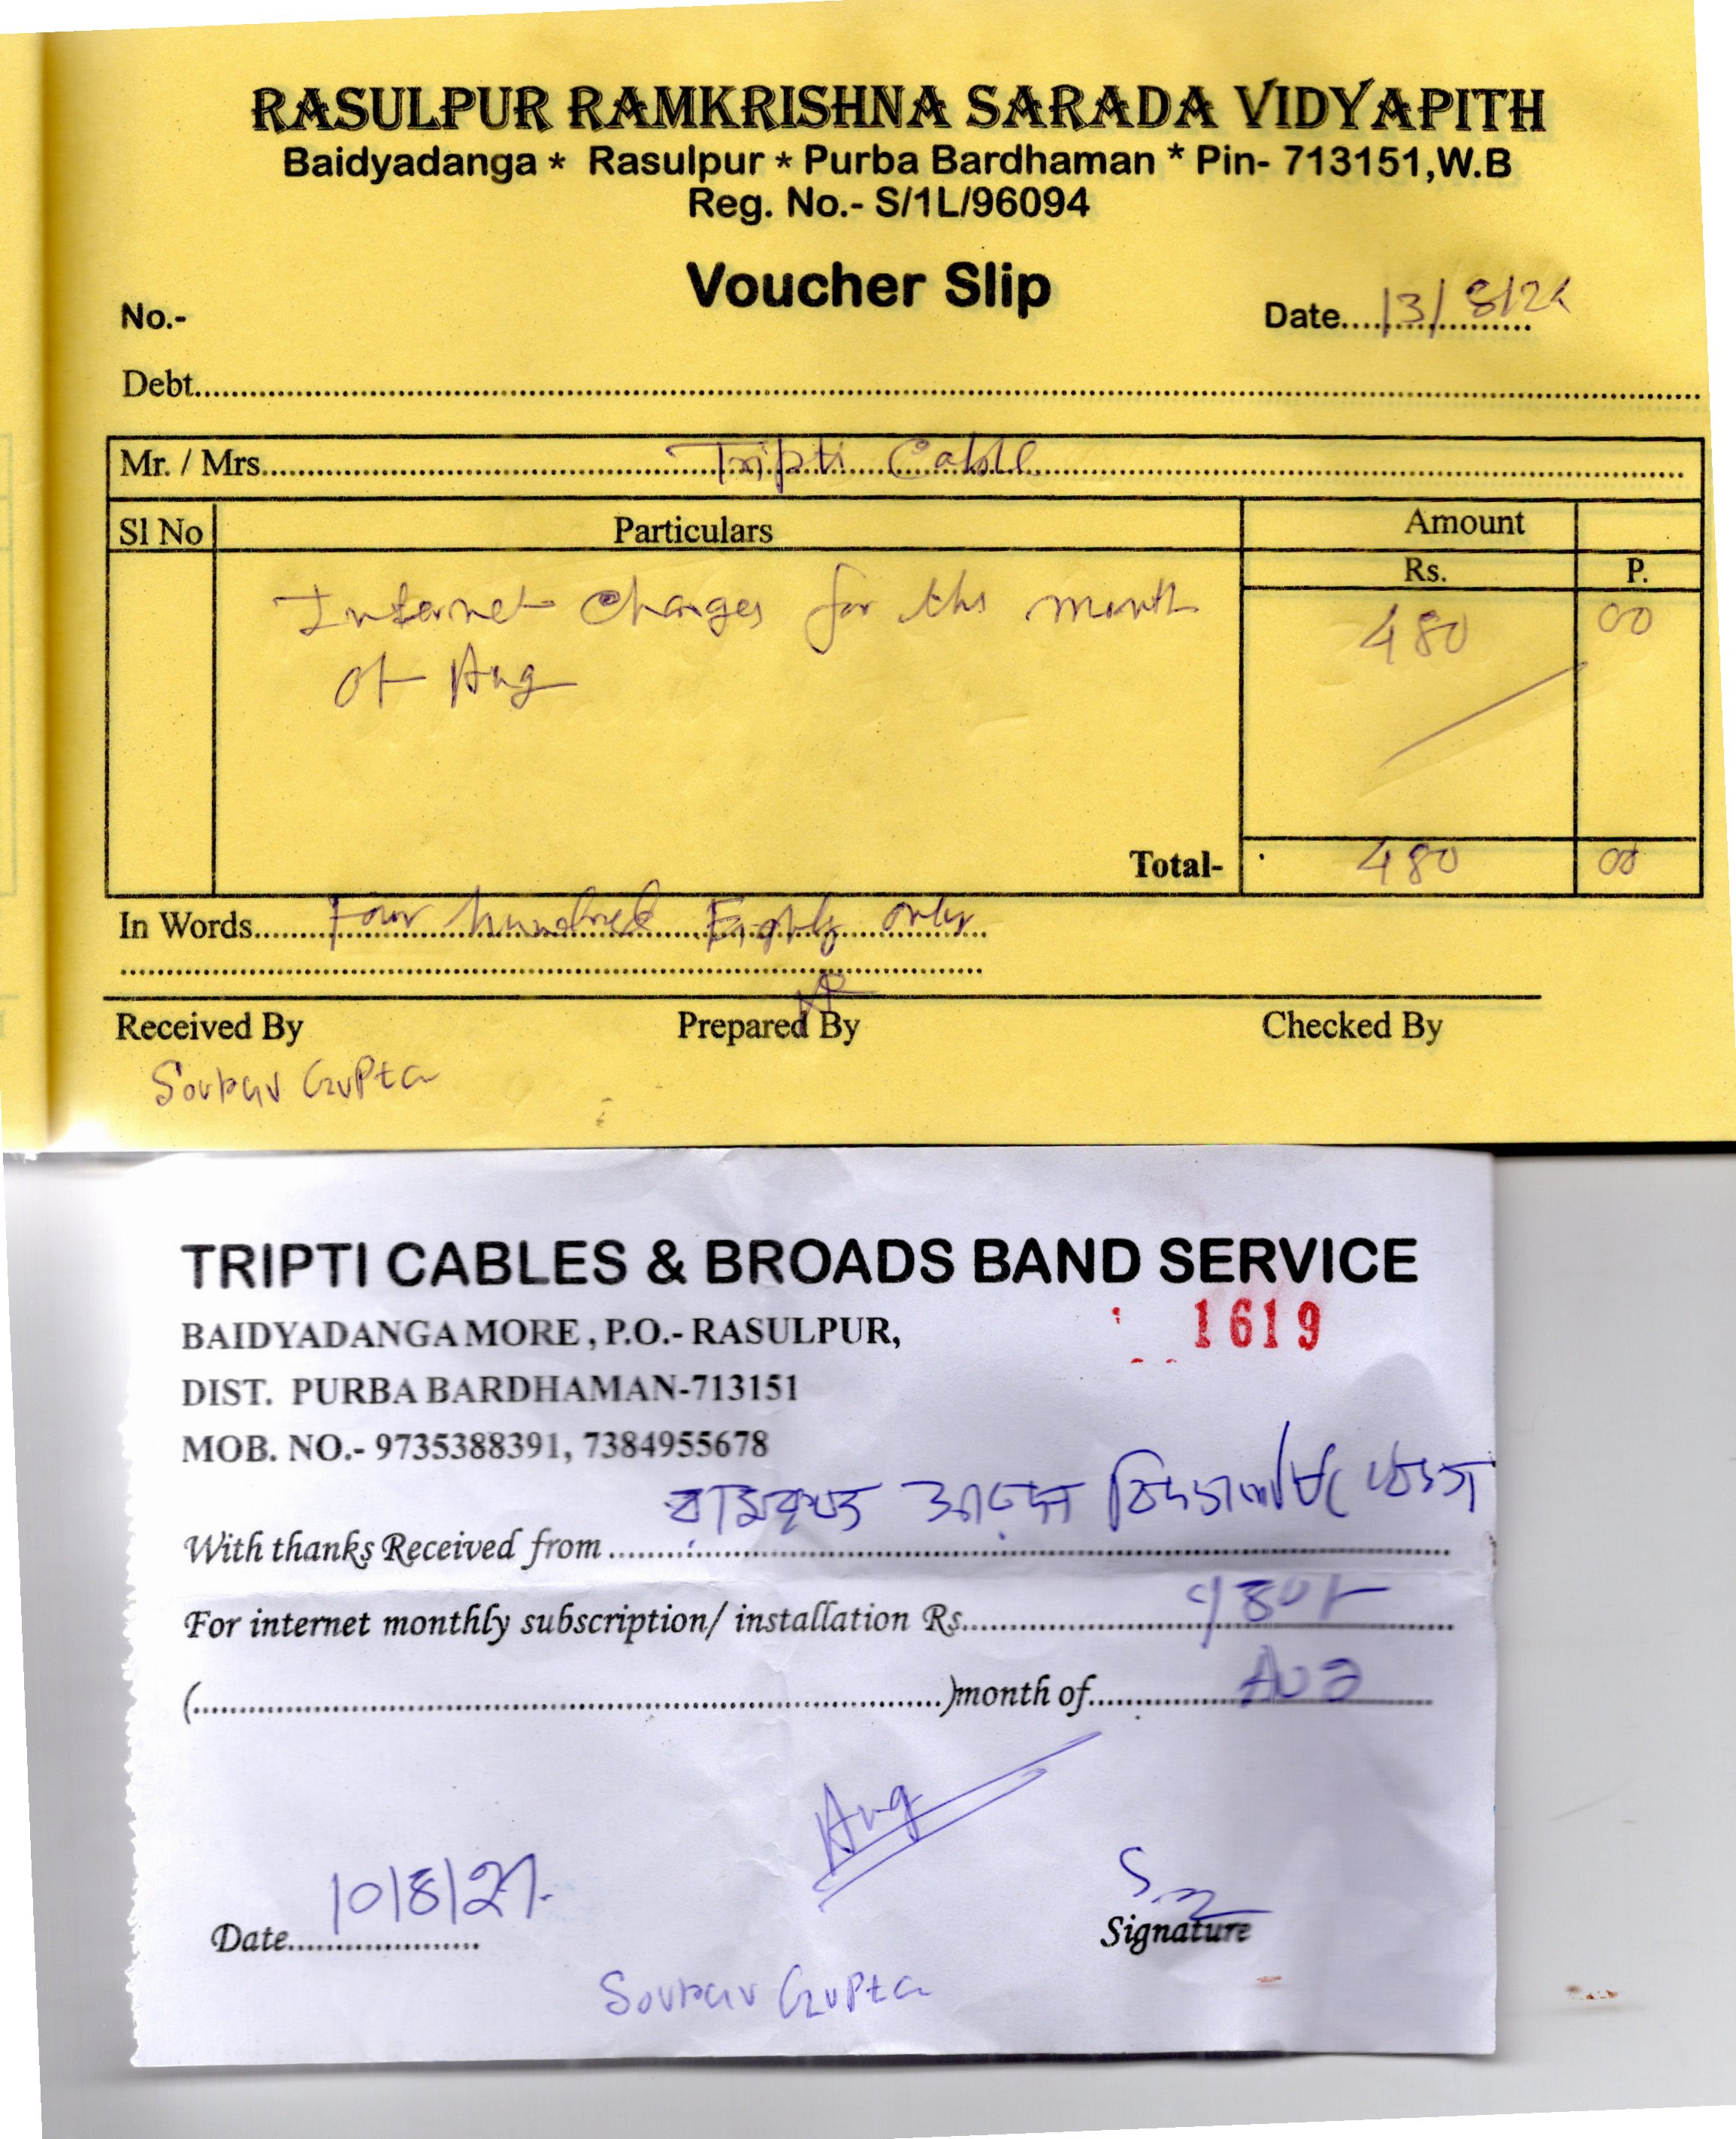 RASULPUR RAMKRISHNA SARADA VIDYAPITH
Baidyadanga * Rasulpur * Purba Bardhaman * Pin- 713151,W.B
Reg. No.- S/1L/96094
Voucher Slip
No.-
Date....13/8/24
Debt
Mr. / Mrs. Tripti Cable
Sl No Particulars Amount
Rs. P.
Internet Charges for the month 480 00
of Aug
Total- 480 00
In Words Four hundred Eighty only
Received By Prepared By Checked By
Sourav Gupta
TRIPTI CABLES & BROADS BAND SERVICE
BAIDYADANGA MORE, P.O.- RASULPUR, 1619
DIST. PURBA BARDHAMAN-713151
MOB. NO.- 9735388391, 7384955678
With thanks Received from
For internet monthly subscription/ installation Rs. 480/-
( )month of Aug
Aug
Date 10/8/24
Signature
Sourav Gupta